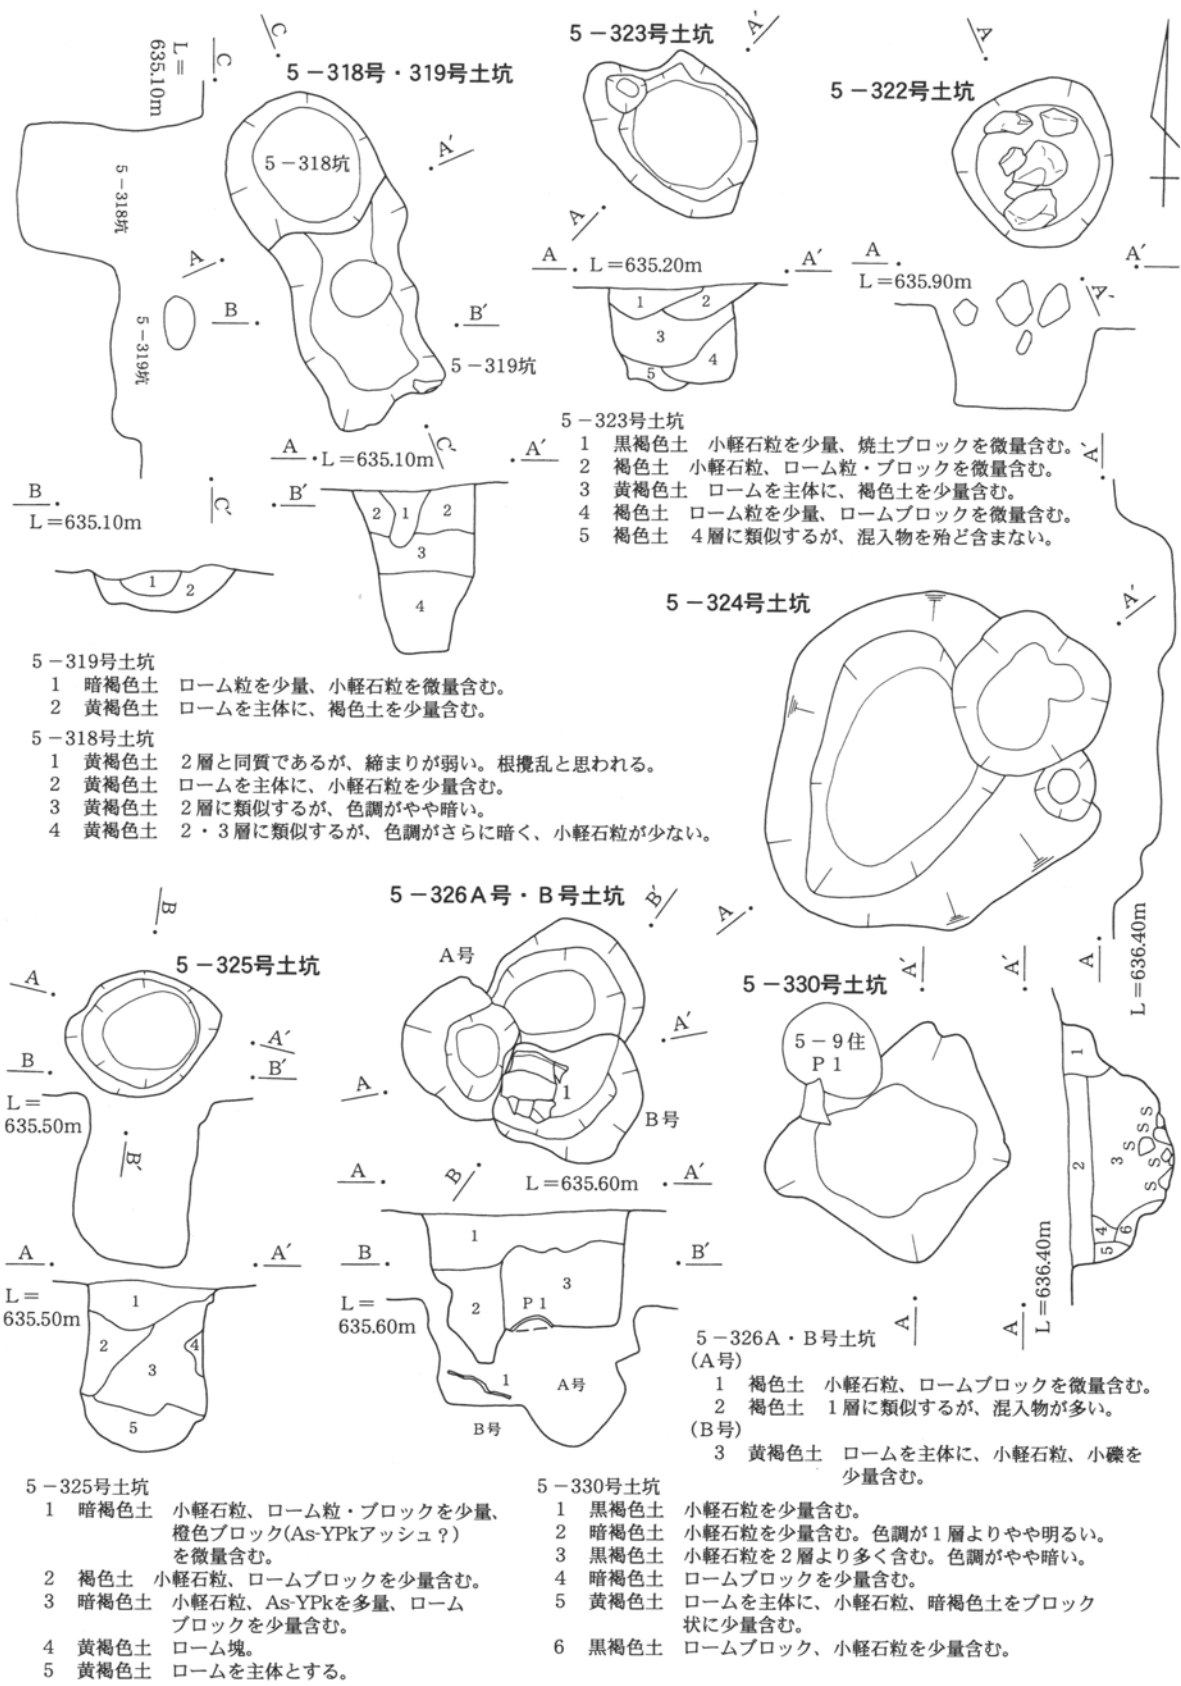 5－318号・319号土坑
C
C
L＝
635.10m
5－318坑
5－318坑
A′
A
5－319坑
B
B′
5－319坑
A
L＝635.10m
C′
A′
B
L＝635.10m
C′
B′
1
2
2
1
2
3
4
5－323号土坑
A′
A
A
L＝635.20m
A′
1
2
3
4
5
5－322号土坑
A
A
L＝635.90m
A′
A′
5－323号土坑
1 黒褐色土 小軽石粒を少量、焼土ブロックを微量含む。
2 褐色土 小軽石粒、ローム粒・ブロックを微量含む。
3 黄褐色土 ロームを主体に、褐色土を少量含む。
4 褐色土 ローム粒を少量、ロームブロックを微量含む。
5 褐色土 4層に類似するが、混入物を殆ど含まない。
5－319号土坑
1 暗褐色土 ローム粒を少量、小軽石粒を微量含む。
2 黄褐色土 ロームを主体に、褐色土を少量含む。
5－318号土坑
1 黄褐色土 2層と同質であるが、締まりが弱い。根攪乱と思われる。
2 黄褐色土 ロームを主体に、小軽石粒を少量含む。
3 黄褐色土 2層に類似するが、色調がやや暗い。
4 黄褐色土 2・3層に類似するが、色調がさらに暗く、小軽石粒が少ない。
5－324号土坑
A′
A′
A
A
L＝636.40m
5－325号土坑
B
A
A′
B
B′
L＝
635.50m
B′
A
A′
L＝
635.50m
1
2
3
4
5
5－326A号・B号土坑
B′
A号
A′
A
1
B号
B
A
L＝635.60m
A′
1
B
B′
3
2
P1
L＝
635.60m
1
A号
B号
5－330号土坑
A′
A′
5－9住
P1
1
2
3
S
S
S
S
S
S
4
6
5
A
A
L＝636.40m
5－326A・B号土坑
(A号)
1 褐色土 小軽石粒、ロームブロックを微量含む。
2 褐色土 1層に類似するが、混入物が多い。
(B号)
3 黄褐色土 ロームを主体に、小軽石粒、小礫を
少量含む。
5－325号土坑
1 暗褐色土 小軽石粒、ローム粒・ブロックを少量、
橙色ブロック(As-YPkアッシュ？)
を微量含む。
2 褐色土 小軽石粒、ロームブロックを少量含む。
3 暗褐色土 小軽石粒、As-YPkを多量、ローム
ブロックを少量含む。
4 黄褐色土 ローム塊。
5 黄褐色土 ロームを主体とする。
5－330号土坑
1 黒褐色土 小軽石粒を少量含む。
2 暗褐色土 小軽石粒を少量含む。色調が1層よりやや明るい。
3 黒褐色土 小軽石粒を2層より多く含む。色調がやや暗い。
4 暗褐色土 ロームブロックを少量含む。
5 黄褐色土 ロームを主体に、小軽石粒、暗褐色土をブロック
状に少量含む。
6 黒褐色土 ロームブロック、小軽石粒を少量含む。